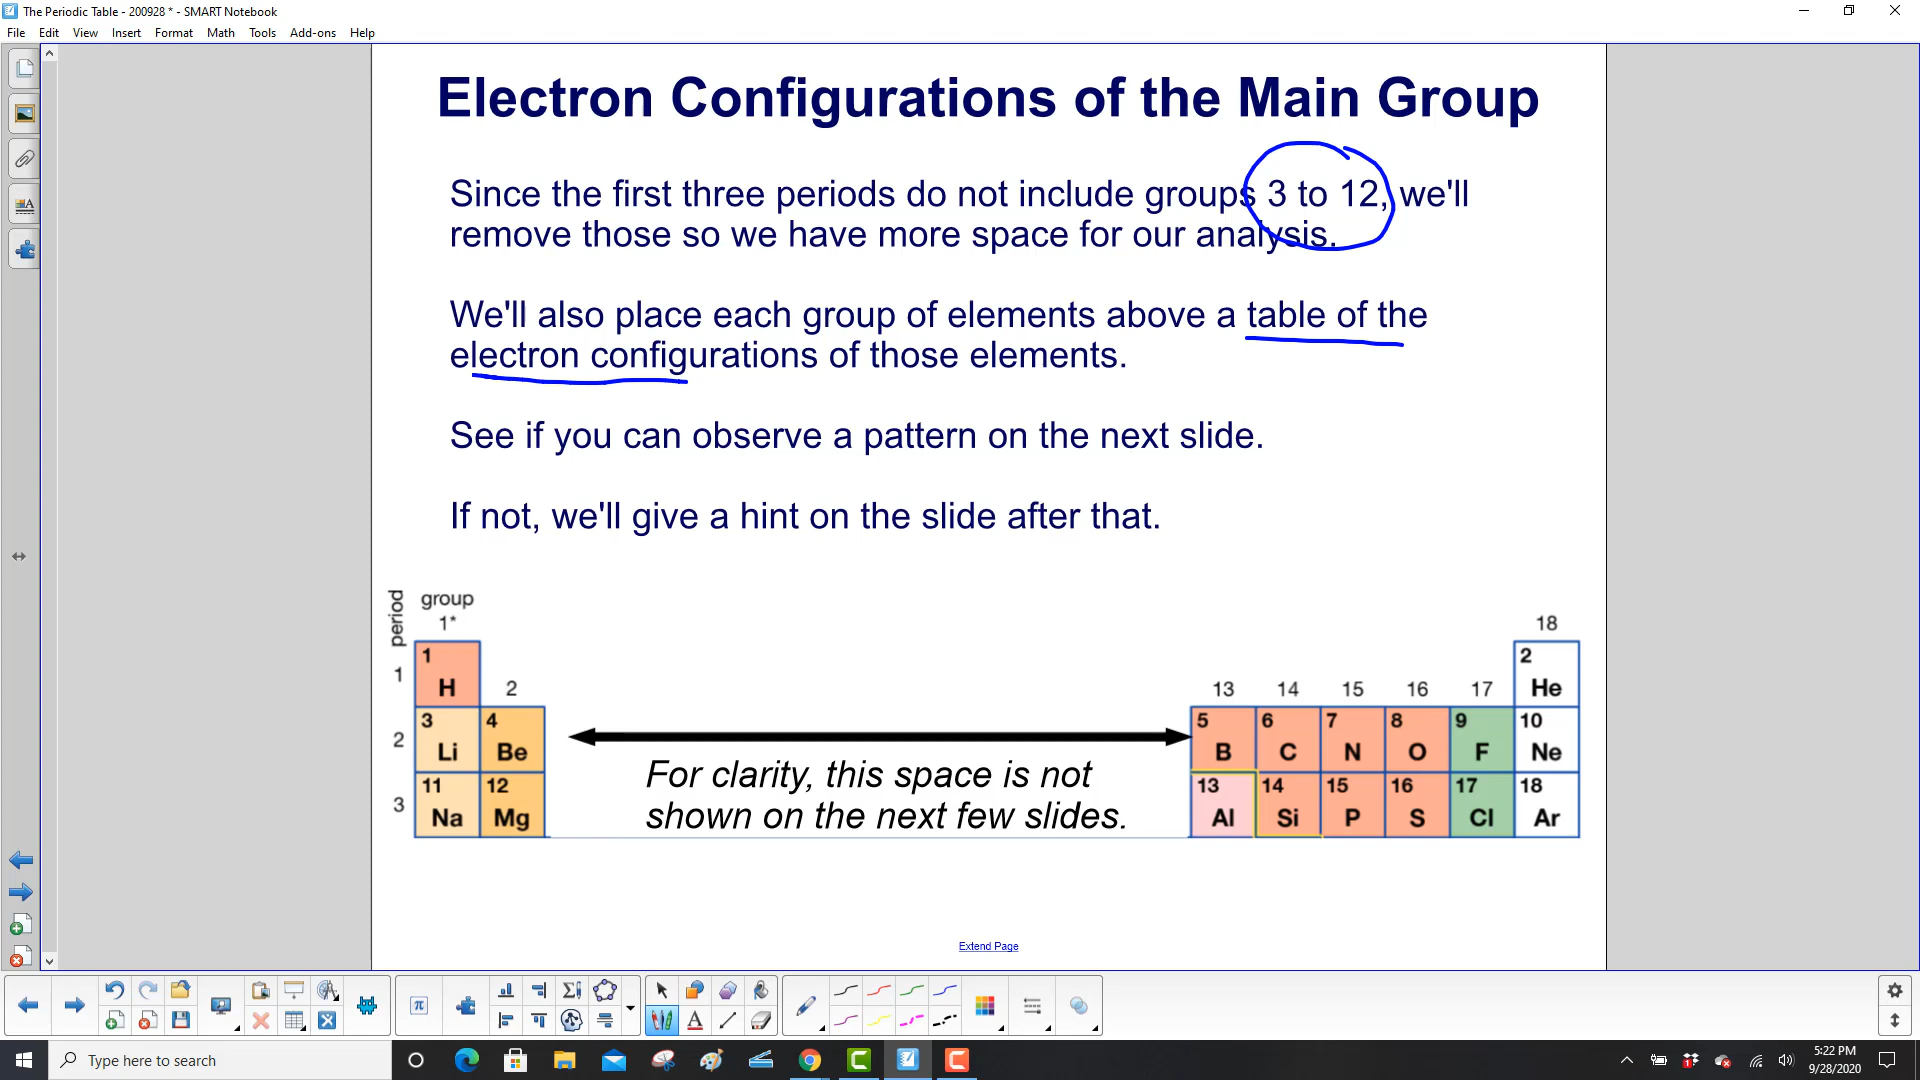 The Periodic Table - 200928 * - SMART Notebook
File Edit View Insert Format Math Tools Add-ons Help
Electron Configurations of the Main Group
Since the first three periods do not include groups 3 to 12, we'll
remove those so we have more space for our analysis.
We'll also place each group of elements above a table of the
electron configurations of those elements.
See if you can observe a pattern on the next slide.
If not, we'll give a hint on the slide after that.
period
group
1* 18
1 1 H 2 13 14 15 16 17 2 He
2 3 Li 4 Be 5 B 6 C 7 N 8 O 9 F 10 Ne
For clarity, this space is not
shown on the next few slides.
3 11 Na 12 Mg 13 Al 14 Si 15 P 16 S 17 Cl 18 Ar
Extend Page
Type here to search
5:22 PM
9/28/2020